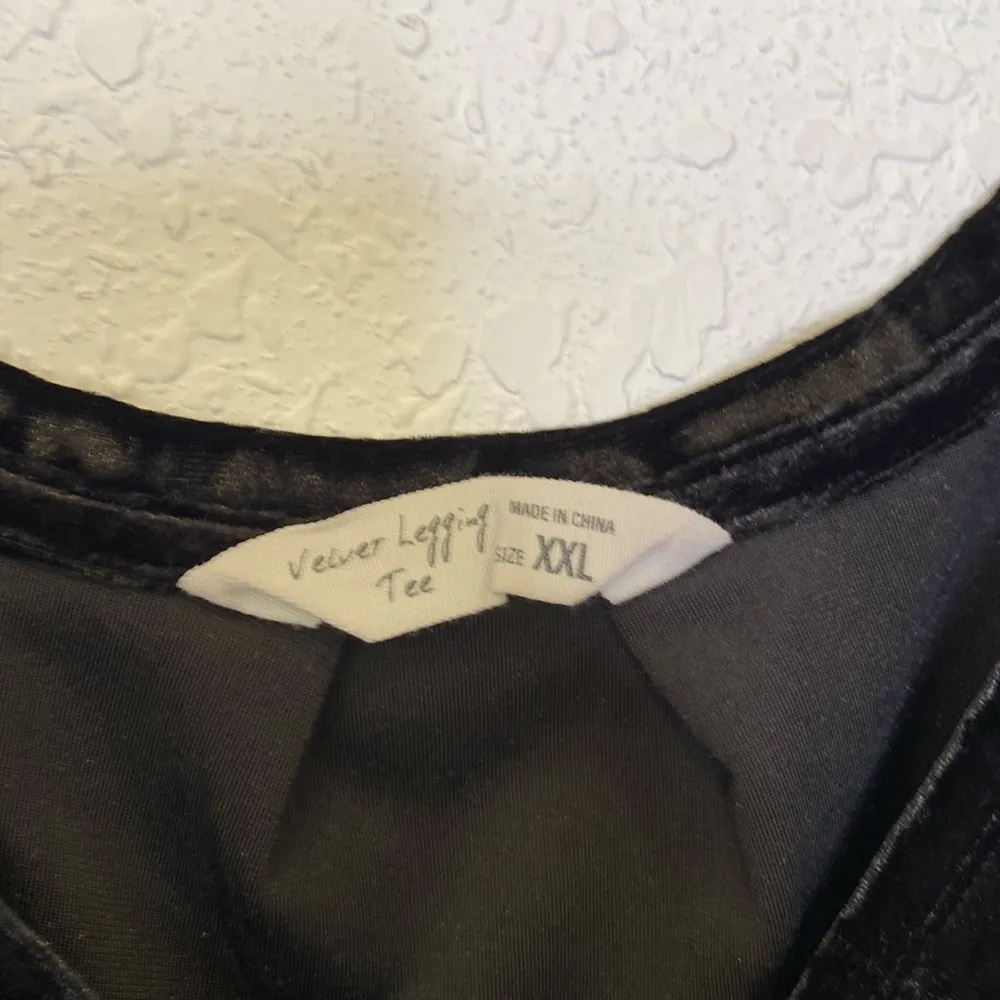 Velvet Legging
Tee
MADE IN CHINA
SIZE XXL